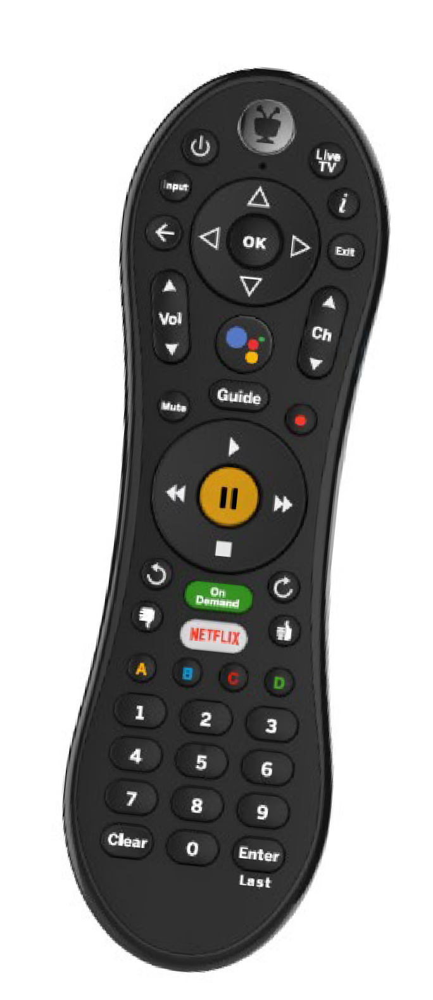 Live
TV
Input
i
OK
Exit
Vol
Ch
Guide
Mute
On
Demand
NETFLIX
A B C D
1 2 3
4 5 6
7 8 9
Clear 0 Enter
Last